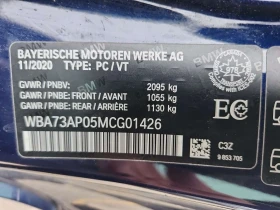 BAYERISCHE MOTOREN WERKE AG
11/2020 TYPE: PC / VT
GVWR / PNBV: 2095 kg
GAWR FRONT / PNBE AVANT 1055 kg
GAWR REAR / PNBE ARRIÈRE 1130 kg
WBA73AP05MCG01426
EC
C3Z
9 853 705